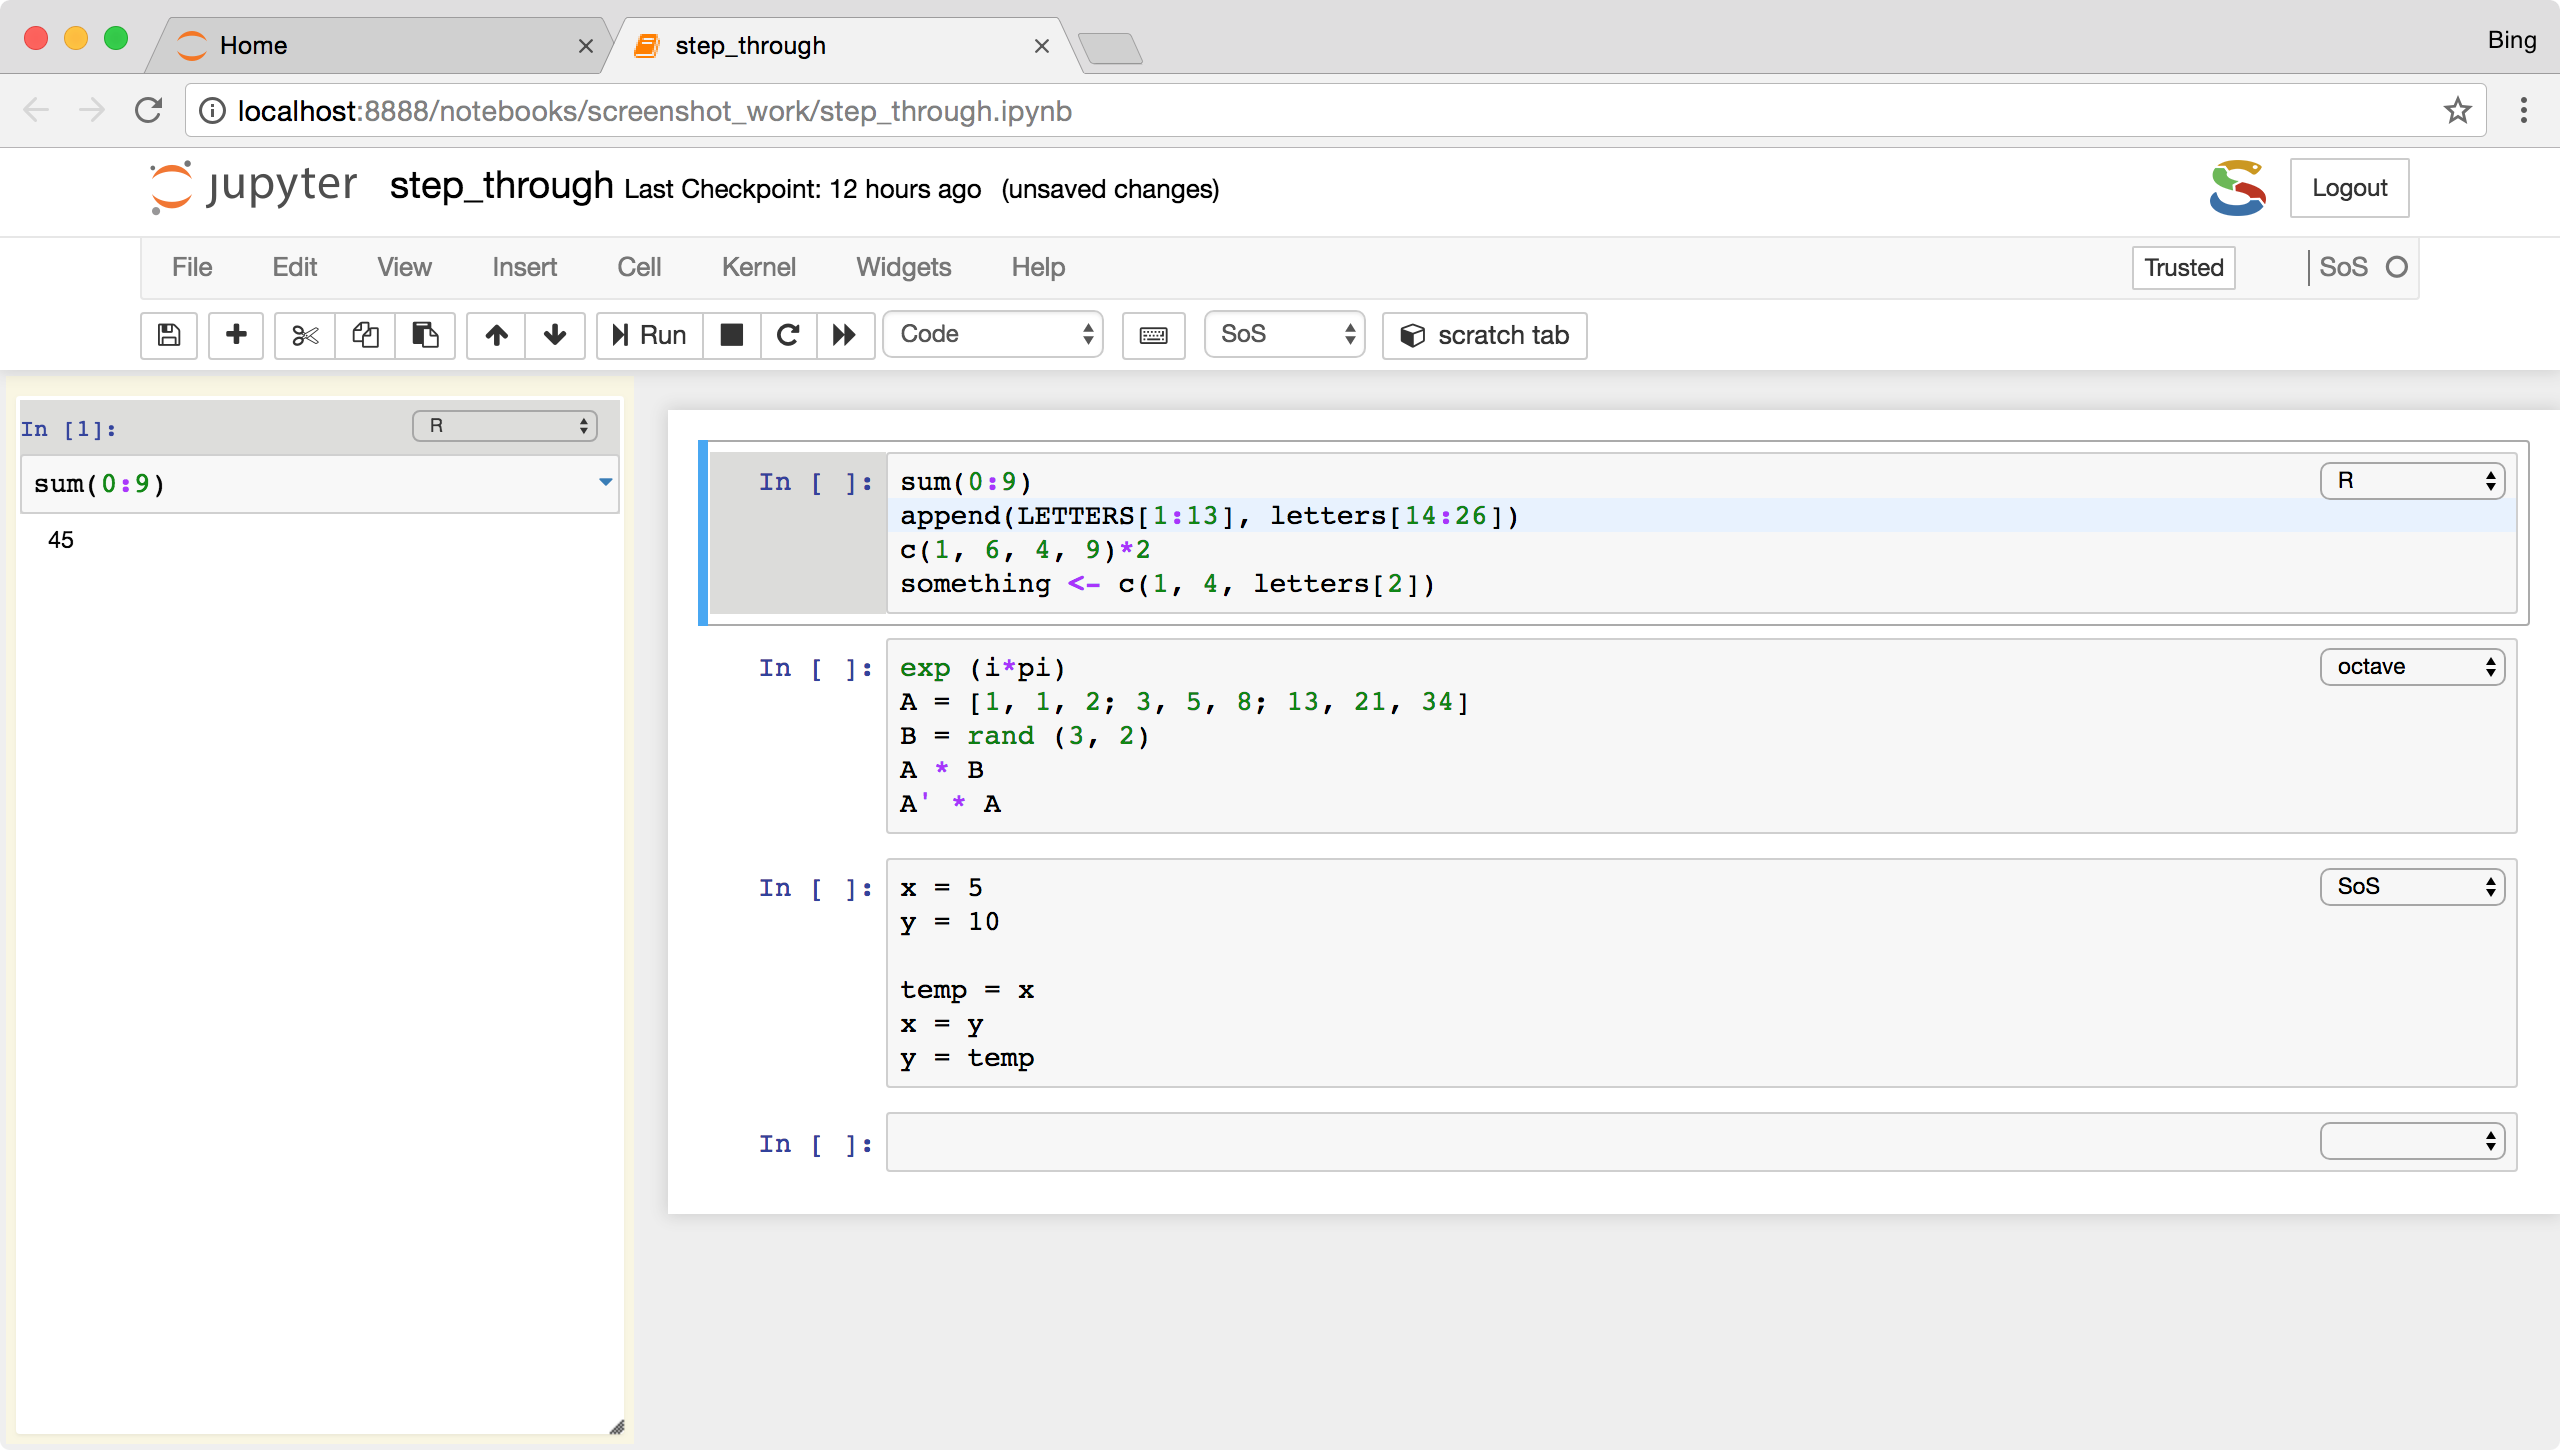 Home
step_through
Bing
localhost:8888/notebooks/screenshot_work/step_through.ipynb
jupyter step_through Last Checkpoint: 12 hours ago (unsaved changes)
Logout
File Edit View Insert Cell Kernel Widgets Help
Trusted
SoS
Run
Code
SoS
scratch tab
In [1]:
R
sum(0:9)
45
In [ ]:
sum(0:9)
R
append(LETTERS[1:13], letters[14:26])
c(1, 6, 4, 9)*2
something <- c(1, 4, letters[2])
In [ ]:
exp (i*pi)
octave
A = [1, 1, 2; 3, 5, 8; 13, 21, 34]
B = rand (3, 2)
A * B
A' * A
In [ ]:
x = 5
SoS
y = 10
temp = x
x = y
y = temp
In [ ]: